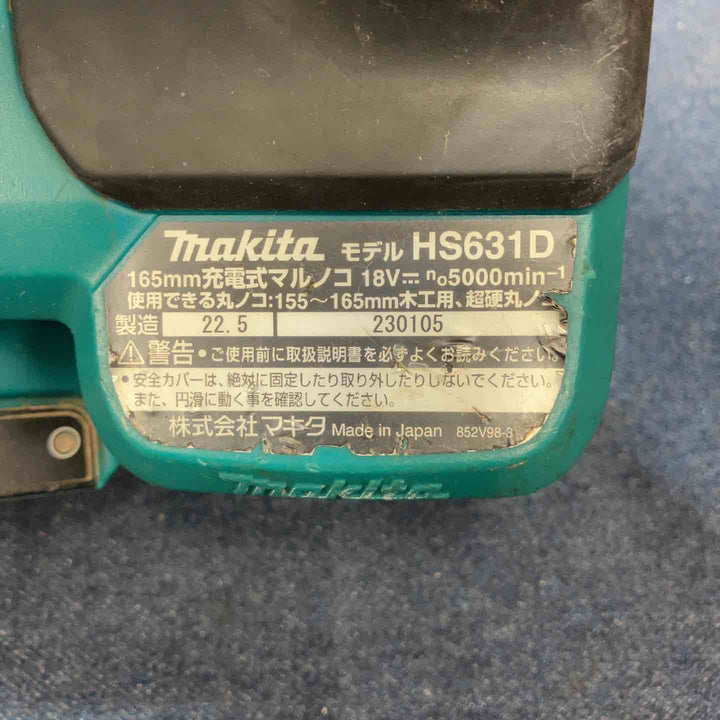 makita モデル HS631D
165mm充電式マルノコ 18V⎓ n₀5000min⁻¹
使用できる丸ノコ:155～165mm木工用、超硬丸ノ
製造 22.5 230105
⚠警告・ご使用前に取扱説明書を必ずよくお読みください。
・安全カバーは、絶対に固定したり取り外したりしないでください。
また、円滑に動く事を確認してください。
株式会社 マキタ Made in Japan 852V98-3
makita